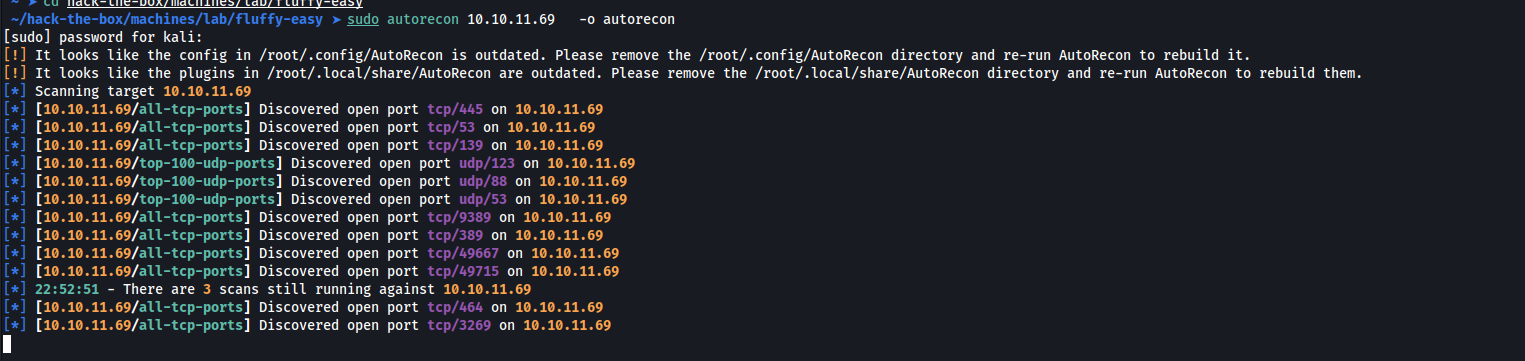 ~ ➤ cd hack-the-box/machines/lab/fluffy-easy
~/hack-the-box/machines/lab/fluffy-easy ➤ sudo autorecon 10.10.11.69   -o autorecon
[sudo] password for kali:
[!] It looks like the config in /root/.config/AutoRecon is outdated. Please remove the /root/.config/AutoRecon directory and re-run AutoRecon to rebuild it.
[!] It looks like the plugins in /root/.local/share/AutoRecon are outdated. Please remove the /root/.local/share/AutoRecon directory and re-run AutoRecon to rebuild them.
[*] Scanning target 10.10.11.69
[*] [10.10.11.69/all-tcp-ports] Discovered open port tcp/445 on 10.10.11.69
[*] [10.10.11.69/all-tcp-ports] Discovered open port tcp/53 on 10.10.11.69
[*] [10.10.11.69/all-tcp-ports] Discovered open port tcp/139 on 10.10.11.69
[*] [10.10.11.69/top-100-udp-ports] Discovered open port udp/123 on 10.10.11.69
[*] [10.10.11.69/top-100-udp-ports] Discovered open port udp/88 on 10.10.11.69
[*] [10.10.11.69/top-100-udp-ports] Discovered open port udp/53 on 10.10.11.69
[*] [10.10.11.69/all-tcp-ports] Discovered open port tcp/9389 on 10.10.11.69
[*] [10.10.11.69/all-tcp-ports] Discovered open port tcp/389 on 10.10.11.69
[*] [10.10.11.69/all-tcp-ports] Discovered open port tcp/49667 on 10.10.11.69
[*] [10.10.11.69/all-tcp-ports] Discovered open port tcp/49715 on 10.10.11.69
[*] 22:52:51 - There are 3 scans still running against 10.10.11.69
[*] [10.10.11.69/all-tcp-ports] Discovered open port tcp/464 on 10.10.11.69
[*] [10.10.11.69/all-tcp-ports] Discovered open port tcp/3269 on 10.10.11.69